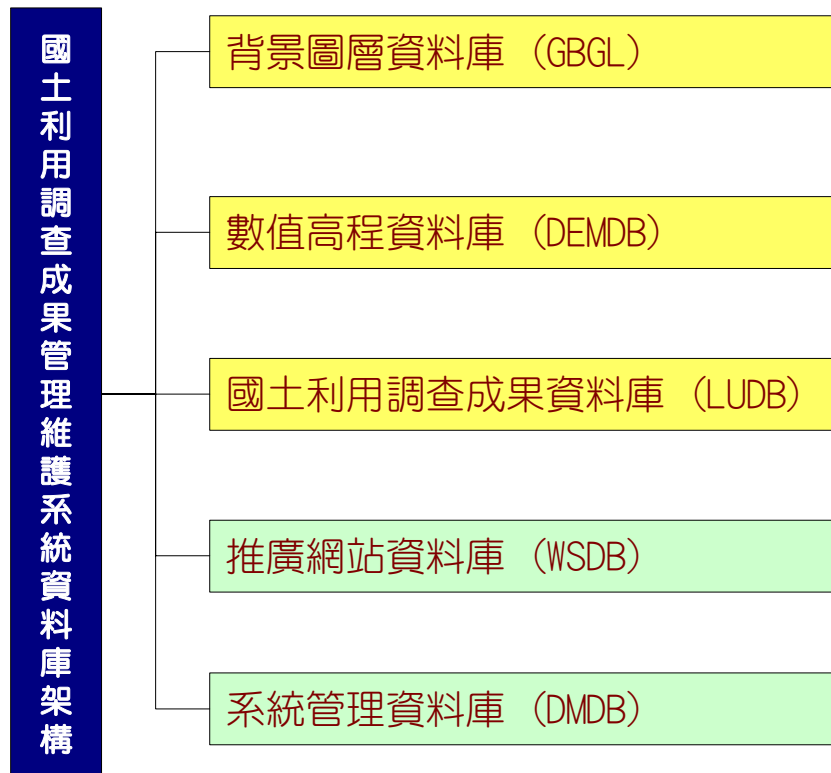 國土利用調查成果管理維護系統資料庫架構
背景圖層資料庫 (GBGL)
數值高程資料庫 (DEMDB)
國土利用調查成果資料庫 (LUDB)
推廣網站資料庫 (WSDB)
系統管理資料庫 (DMDB)